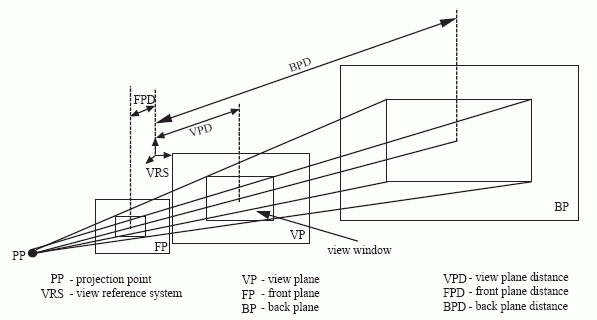 BPD
FPD
VPD
VRS
BP
VP
FP
view window
PP
PP - projection point
VRS - view reference system
VP - view plane
FP - front plane
BP - back plane
VPD - view plane distance
FPD - front plane distance
BPD - back plane distance